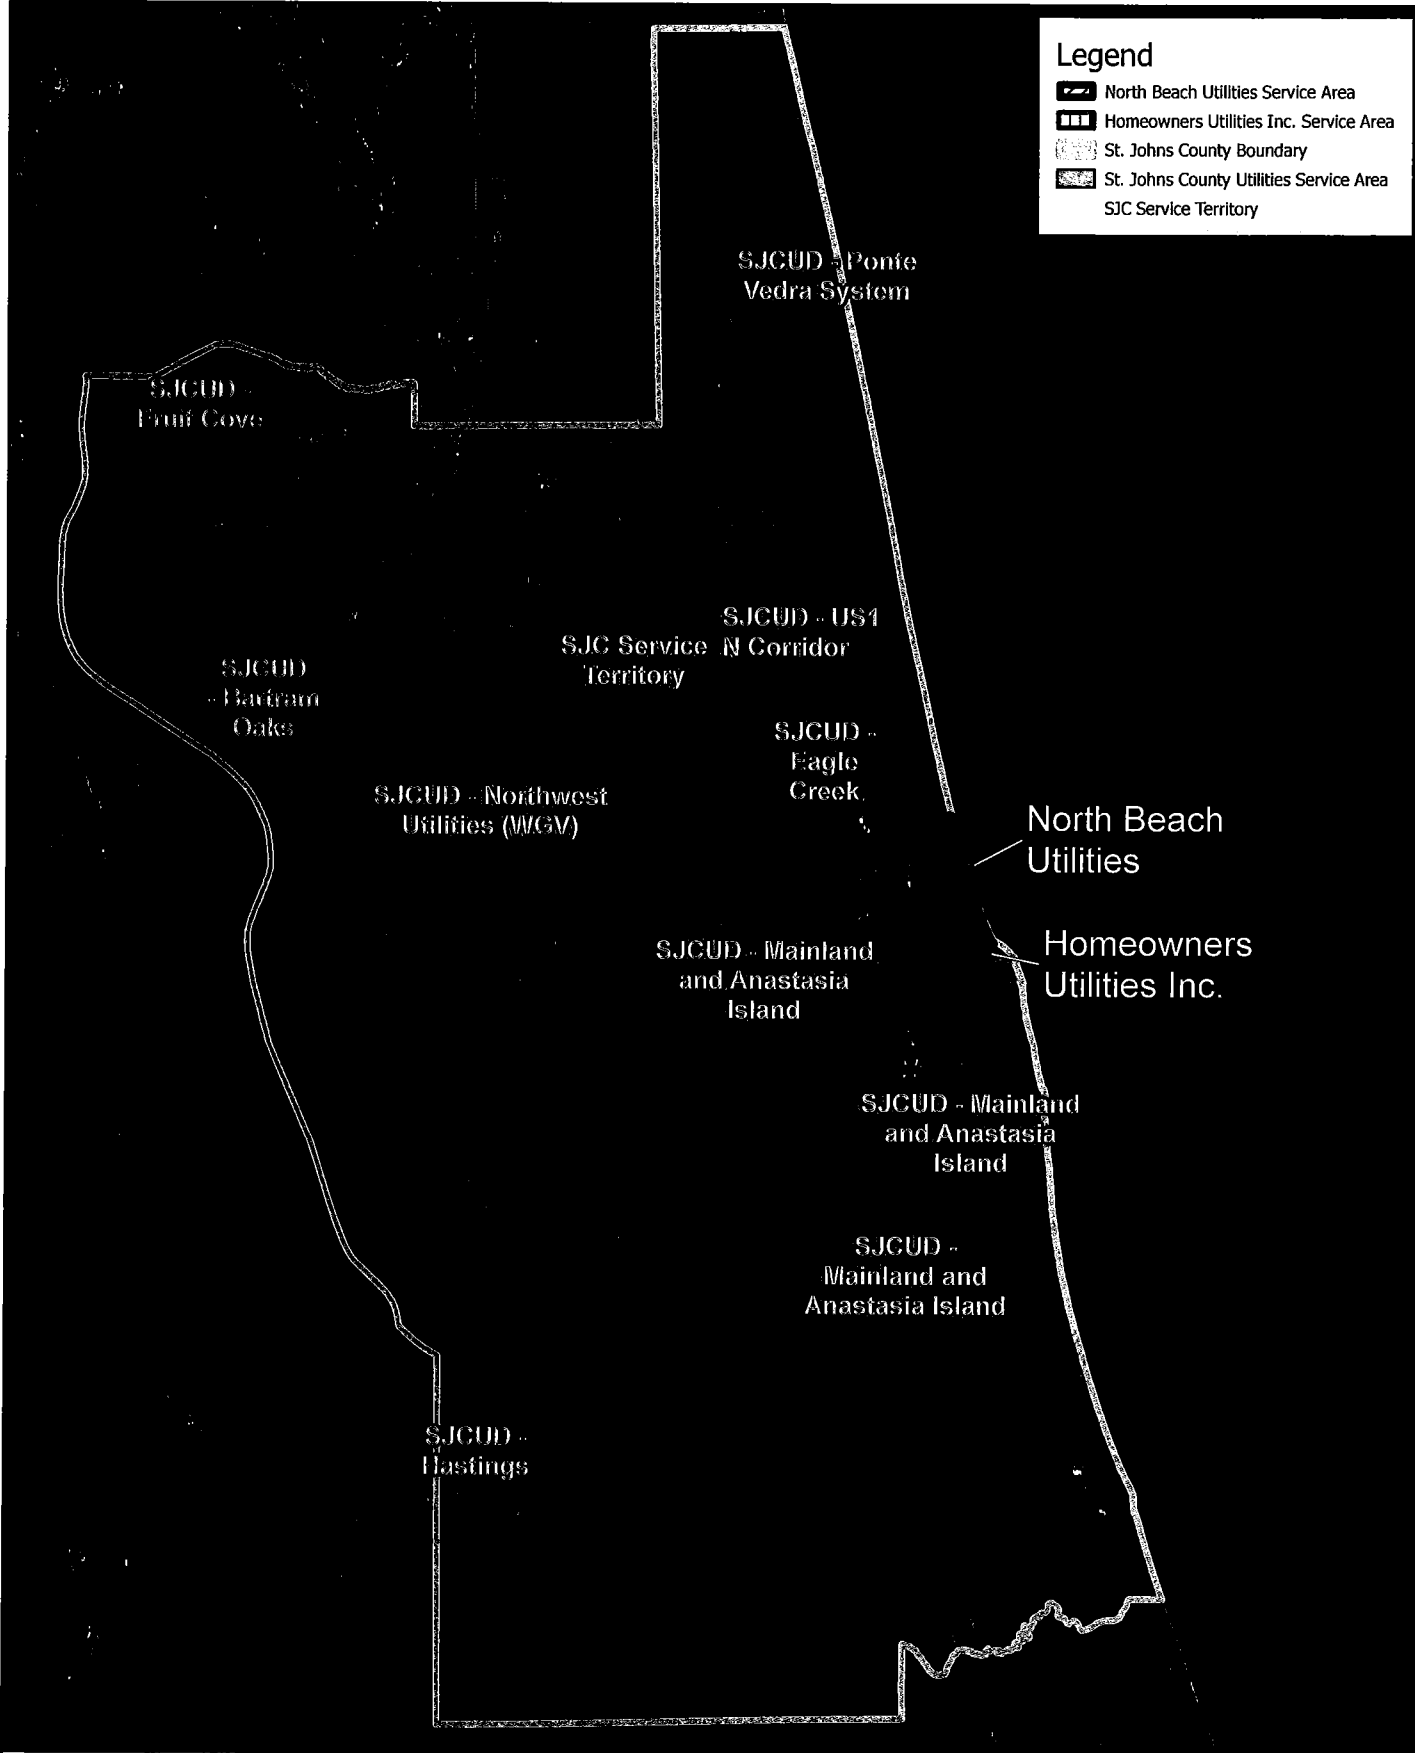 Legend
North Beach Utilities Service Area
Homeowners Utilities Inc. Service Area
St. Johns County Boundary
St. Johns County Utilities Service Area
SJC Service Territory
SJCUD - Ponte
Vedra System
SJCUD -
Fruit Cove
SJCUD - US1
N Corridor
SJC Service
Territory
SJCUD
- Bartram
Oaks
SJCUD -
Eagle
Creek
SJCUD - Northwest
Utilities (WGV)
North Beach
Utilities
SJCUD - Mainland
and Anastasia
Island
Homeowners
Utilities Inc.
SJCUD - Mainland
and Anastasia
Island
SJCUD -
Mainland and
Anastasia Island
SJCUD -
Hastings